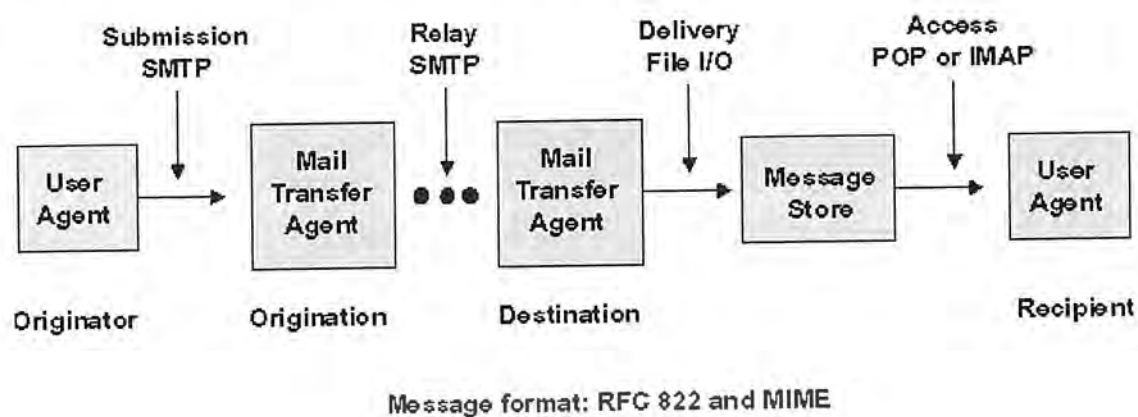 Submission
SMTP
Relay
SMTP
Delivery
File I/O
Access
POP or IMAP
User
Agent
Mail
Transfer
Agent
Mail
Transfer
Agent
Message
Store
User
Agent
Originator
Origination
Destination
Recipient
Message format: RFC 822 and MIME